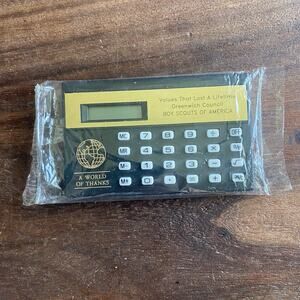 Values That Last A Lifetime
Greenwich Council
BOY SCOUTS OF AMERICA
MC 7 8 9 ÷ OFF
MR 4 5 6 × %
M- 1 2 3 - √
M+ 0 · = +
A WORLD
OF THANKS